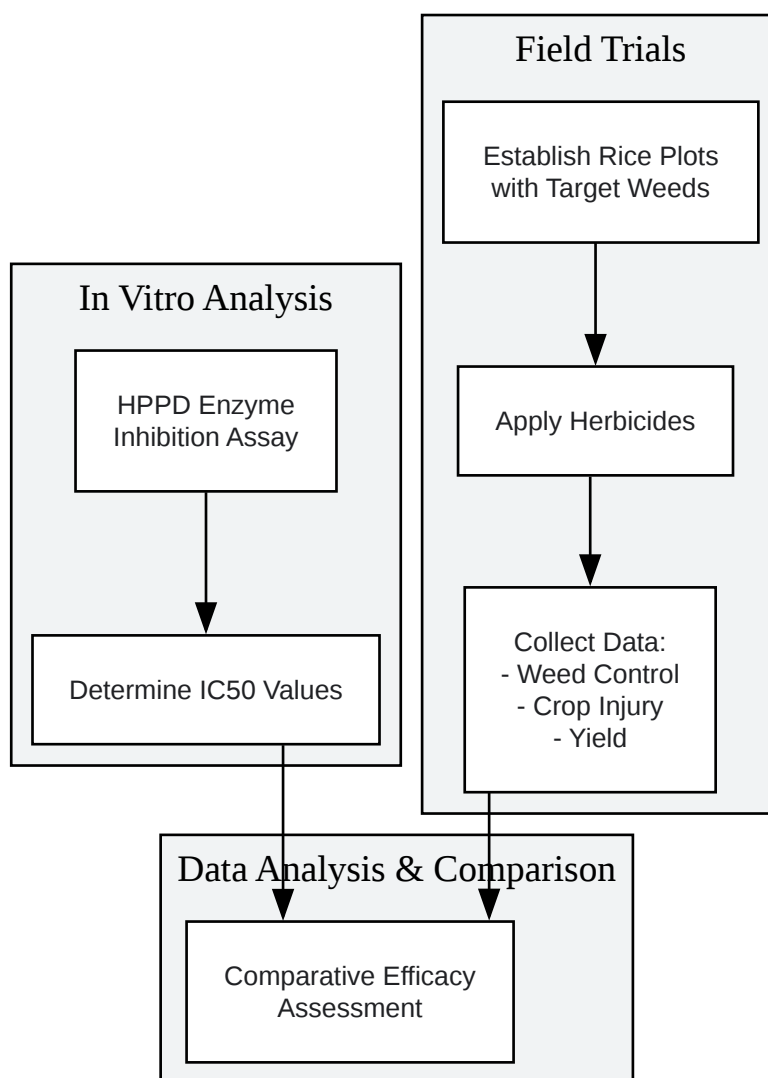 Field Trials
Establish Rice Plots
with Target Weeds
Apply Herbicides
Collect Data:
- Weed Control
- Crop Injury
- Yield
In Vitro Analysis
HPPD Enzyme
Inhibition Assay
Determine IC50 Values
Data Analysis & Comparison
Comparative Efficacy
Assessment